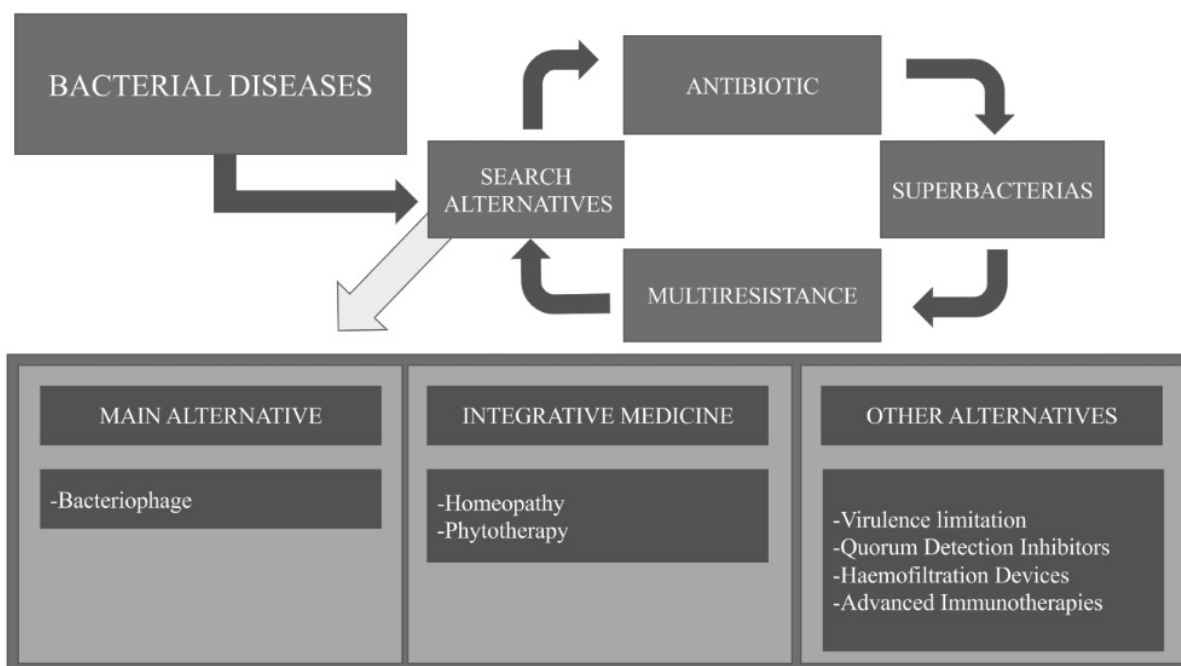 BACTERIAL DISEASES
ANTIBIOTIC
SEARCH
ALTERNATIVES
SUPERBACTERIAS
MULTIRESISTANCE
MAIN ALTERNATIVE
-Bacteriophage
INTEGRATIVE MEDICINE
-Homeopathy
-Phytotherapy
OTHER ALTERNATIVES
-Virulence limitation
-Quorum Detection Inhibitors
-Haemofiltration Devices
-Advanced Immunotherapies